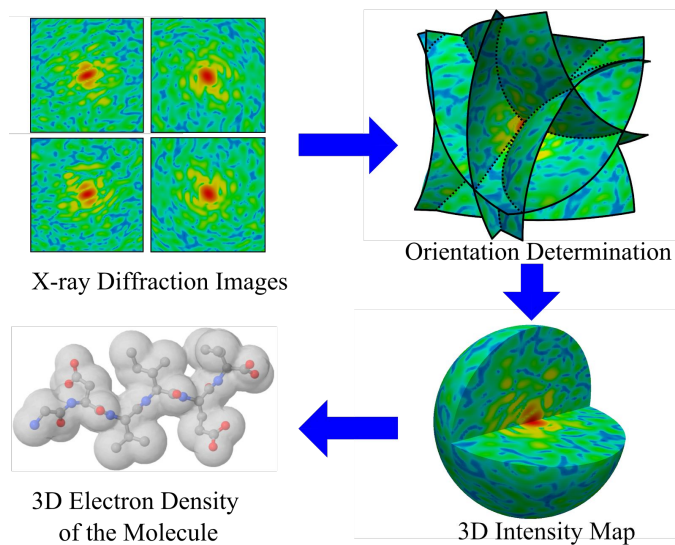 X-ray Diffraction Images
Orientation Determination
3D Electron Density
of the Molecule
3D Intensity Map